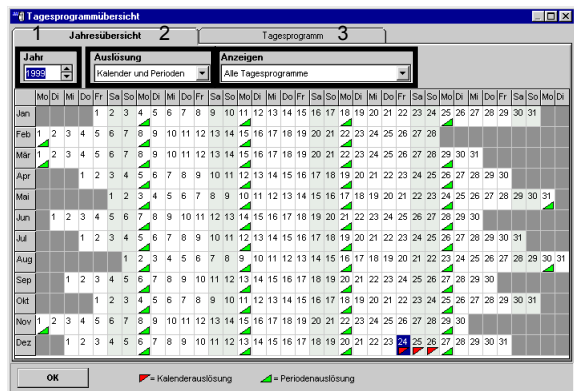 Tagesprogrammübersicht
1 Jahresübersicht 2 Tagesprogramm 3
Jahr Auslösung Anzeigen
1999 Kalender und Perioden Alle Tagesprogramme
Mo Di Mi Do Fr Sa So Mo Di Mi Do Fr Sa So Mo Di Mi Do Fr Sa So Mo Di Mi Do Fr Sa So Mo Di Mi Do Fr Sa So Mo Di
Jan 1 2 3 4 5 6 7 8 9 10 11 12 13 14 15 16 17 18 19 20 21 22 23 24 25 26 27 28 29 30 31
Feb 1 2 3 4 5 6 7 8 9 10 11 12 13 14 15 16 17 18 19 20 21 22 23 24 25 26 27 28
Mär 1 2 3 4 5 6 7 8 9 10 11 12 13 14 15 16 17 18 19 20 21 22 23 24 25 26 27 28 29 30 31
Apr 1 2 3 4 5 6 7 8 9 10 11 12 13 14 15 16 17 18 19 20 21 22 23 24 25 26 27 28 29 30
Mai 1 2 3 4 5 6 7 8 9 10 11 12 13 14 15 16 17 18 19 20 21 22 23 24 25 26 27 28 29 30 31
Jun 1 2 3 4 5 6 7 8 9 10 11 12 13 14 15 16 17 18 19 20 21 22 23 24 25 26 27 28 29 30
Jul 1 2 3 4 5 6 7 8 9 10 11 12 13 14 15 16 17 18 19 20 21 22 23 24 25 26 27 28 29 30 31
Aug 1 2 3 4 5 6 7 8 9 10 11 12 13 14 15 16 17 18 19 20 21 22 23 24 25 26 27 28 29 30 31
Sep 1 2 3 4 5 6 7 8 9 10 11 12 13 14 15 16 17 18 19 20 21 22 23 24 25 26 27 28 29 30
Okt 1 2 3 4 5 6 7 8 9 10 11 12 13 14 15 16 17 18 19 20 21 22 23 24 25 26 27 28 29 30 31
Nov 1 2 3 4 5 6 7 8 9 10 11 12 13 14 15 16 17 18 19 20 21 22 23 24 25 26 27 28 29 30
Dez 1 2 3 4 5 6 7 8 9 10 11 12 13 14 15 16 17 18 19 20 21 22 23 24 25 26 27 28 29 30 31
OK = Kalenderauslösung = Periodenauslösung